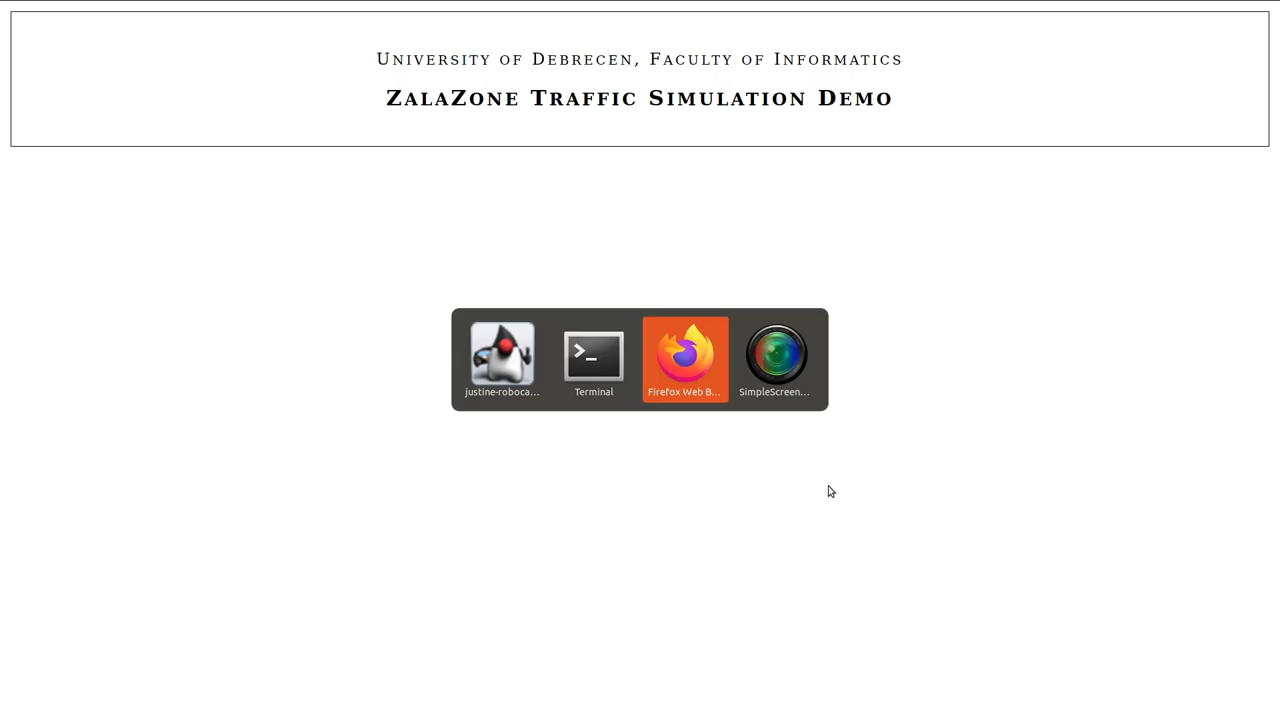 University of Debrecen, Faculty of Informatics
ZalaZone Traffic Simulation Demo
>_
justine-roboca...
Terminal
Firefox Web B...
SimpleScreen...